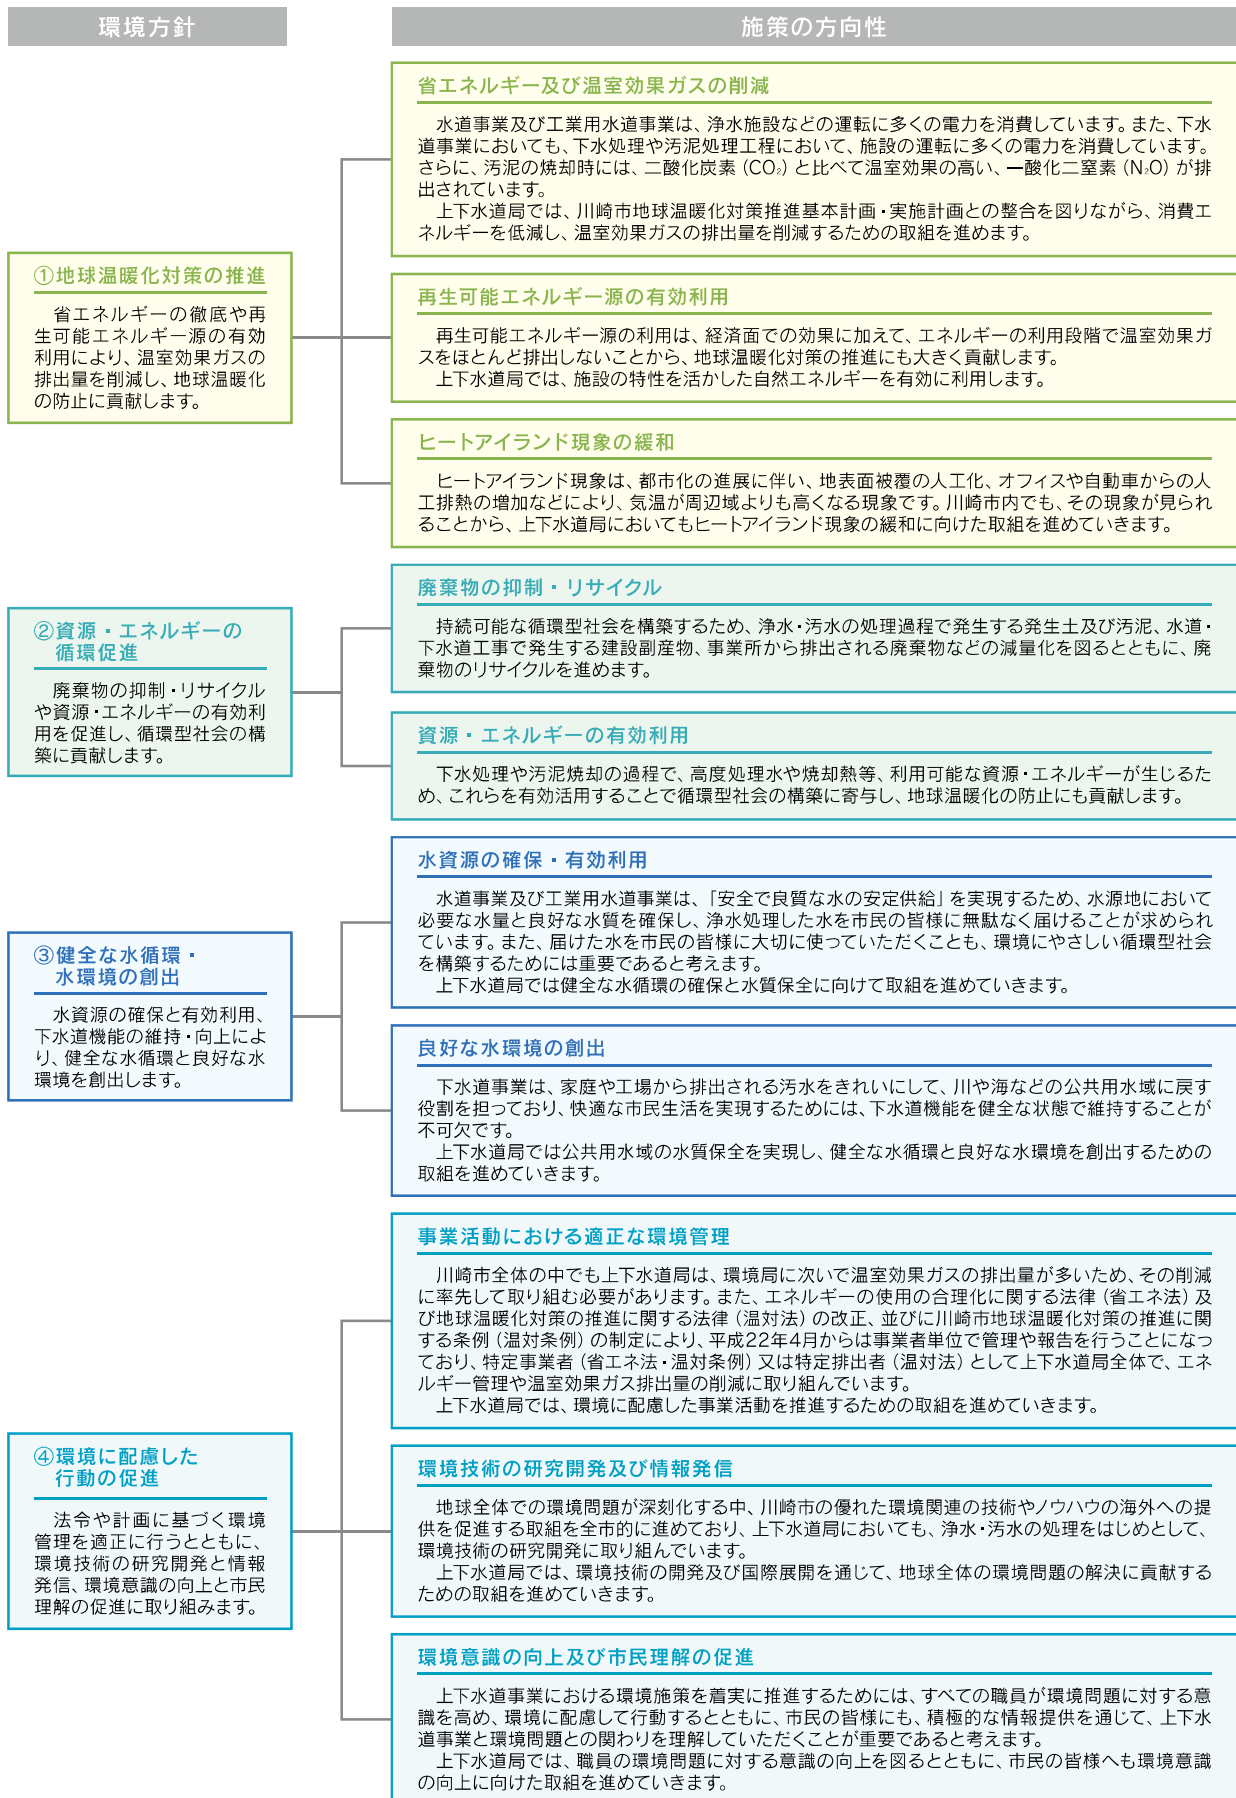 環境方針
施策の方向性
①地球温暖化対策の推進
省エネルギーの徹底や再
生可能エネルギー源の有効
利用により、温室効果ガスの
排出量を削減し、地球温暖化
の防止に貢献します。
省エネルギー及び温室効果ガスの削減
水道事業及び工業用水道事業は、浄水施設などの運転に多くの電力を消費しています。また、下水
道事業においても、下水処理や汚泥処理工程において、施設の運転に多くの電力を消費しています。
さらに、汚泥の焼却時には、二酸化炭素（CO₂）と比べて温室効果の高い、一酸化二窒素（N₂O）が排
出されています。
上下水道局では、川崎市地球温暖化対策推進基本計画・実施計画との整合を図りながら、消費エ
ネルギーを低減し、温室効果ガスの排出量を削減するための取組を進めます。
再生可能エネルギー源の有効利用
再生可能エネルギー源の利用は、経済面での効果に加えて、エネルギーの利用段階で温室効果ガ
スをほとんど排出しないことから、地球温暖化対策の推進にも大きく貢献します。
上下水道局では、施設の特性を活かした自然エネルギーを有効に利用します。
ヒートアイランド現象の緩和
ヒートアイランド現象は、都市化の進展に伴い、地表面被覆の人工化、オフィスや自動車からの人
工排熱の増加などにより、気温が周辺域よりも高くなる現象です。川崎市内でも、その現象が見られ
ることから、上下水道局においてもヒートアイランド現象の緩和に向けた取組を進めていきます。
②資源・エネルギーの
循環促進
廃棄物の抑制・リサイクル
や資源・エネルギーの有効利
用を促進し、循環型社会の構
築に貢献します。
廃棄物の抑制・リサイクル
持続可能な循環型社会を構築するため、浄水・汚水の処理過程で発生する発生土及び汚泥、水道・
下水道工事で発生する建設副産物、事業所から排出される廃棄物などの減量化を図るとともに、廃
棄物のリサイクルを進めます。
資源・エネルギーの有効利用
下水処理や汚泥焼却の過程で、高度処理水や焼却熱等、利用可能な資源・エネルギーが生じるた
め、これらを有効活用することで循環型社会の構築に寄与し、地球温暖化の防止にも貢献します。
③健全な水循環・
水環境の創出
水資源の確保と有効利用、
下水道機能の維持・向上によ
り、健全な水循環と良好な水
環境を創出します。
水資源の確保・有効利用
水道事業及び工業用水道事業は、「安全で良質な水の安定供給」を実現するため、水源地において
必要な水量と良好な水質を確保し、浄水処理した水を市民の皆様に無駄なく届けることが求められ
ています。また、届けた水を市民の皆様に大切に使っていただくことも、環境にやさしい循環型社会
を構築するためには重要であると考えます。
上下水道局では健全な水循環の確保と水質保全に向けて取組を進めていきます。
良好な水環境の創出
下水道事業は、家庭や工場から排出される汚水をきれいにして、川や海などの公共用水域に戻す
役割を担っており、快適な市民生活を実現するためには、下水道機能を健全な状態で維持することが
不可欠です。
上下水道局では公共用水域の水質保全を実現し、健全な水循環と良好な水環境を創出するための
取組を進めていきます。
④環境に配慮した
行動の促進
法令や計画に基づく環境
管理を適正に行うとともに、
環境技術の研究開発と情報
発信、環境意識の向上と市民
理解の促進に取り組みます。
事業活動における適正な環境管理
川崎市全体の中でも上下水道局は、環境局に次いで温室効果ガスの排出量が多いため、その削減
に率先して取り組む必要があります。また、エネルギーの使用の合理化に関する法律（省エネ法）及
び地球温暖化対策の推進に関する法律（温対法）の改正、並びに川崎市地球温暖化対策の推進に関
する条例（温対条例）の制定により、平成22年4月からは事業者単位で管理や報告を行うことになっ
ており、特定事業者（省エネ法・温対条例）又は特定排出者（温対法）として上下水道局全体で、エネ
ルギー管理や温室効果ガス排出量の削減に取り組んでいます。
上下水道局では、環境に配慮した事業活動を推進するための取組を進めていきます。
環境技術の研究開発及び情報発信
地球全体での環境問題が深刻化する中、川崎市の優れた環境関連の技術やノウハウの海外への提
供を促進する取組を全市的に進めており、上下水道局においても、浄水・汚水の処理をはじめとして、
環境技術の研究開発に取り組んでいます。
上下水道局では、環境技術の開発及び国際展開を通じて、地球全体の環境問題の解決に貢献する
ための取組を進めていきます。
環境意識の向上及び市民理解の促進
上下水道事業における環境施策を着実に推進するためには、すべての職員が環境問題に対する意
識を高め、環境に配慮して行動するとともに、市民の皆様にも、積極的な情報提供を通じて、上下水
道事業と環境問題との関わりを理解していただくことが重要であると考えます。
上下水道局では、職員の環境問題に対する意識の向上を図るとともに、市民の皆様へも環境意識
の向上に向けた取組を進めていきます。